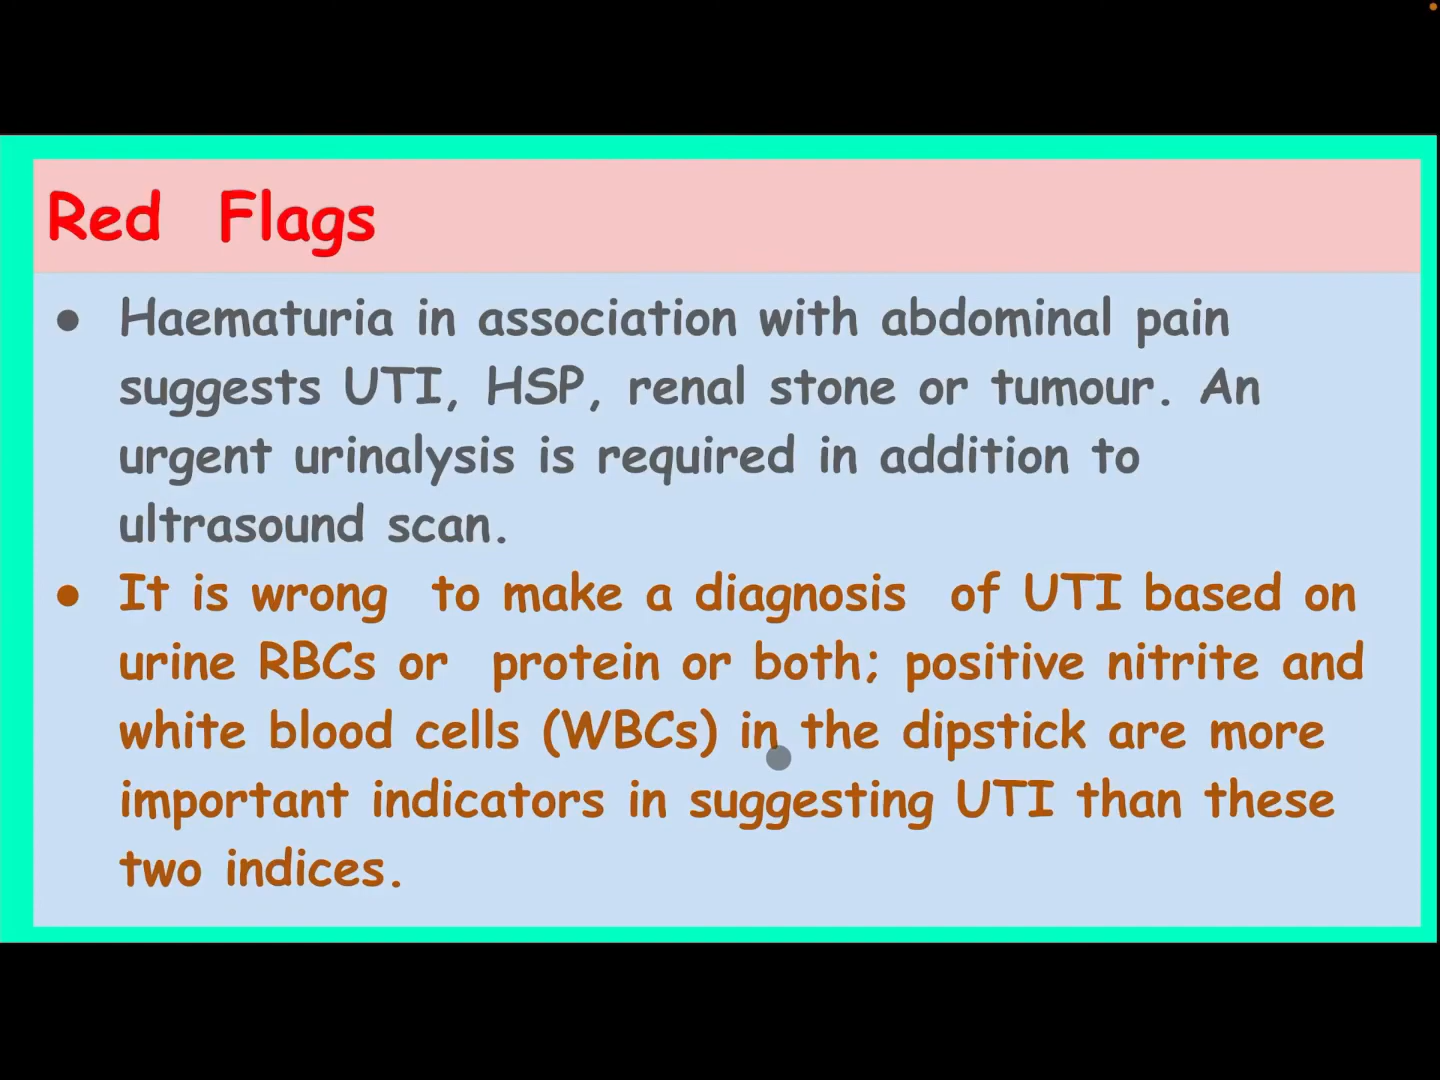 Red Flags
● Haematuria in association with abdominal pain
suggests UTI, HSP, renal stone or tumour. An
urgent urinalysis is required in addition to
ultrasound scan.
● It is wrong to make a diagnosis of UTI based on
urine RBCs or protein or both; positive nitrite and
white blood cells (WBCs) in the dipstick are more
important indicators in suggesting UTI than these
two indices.